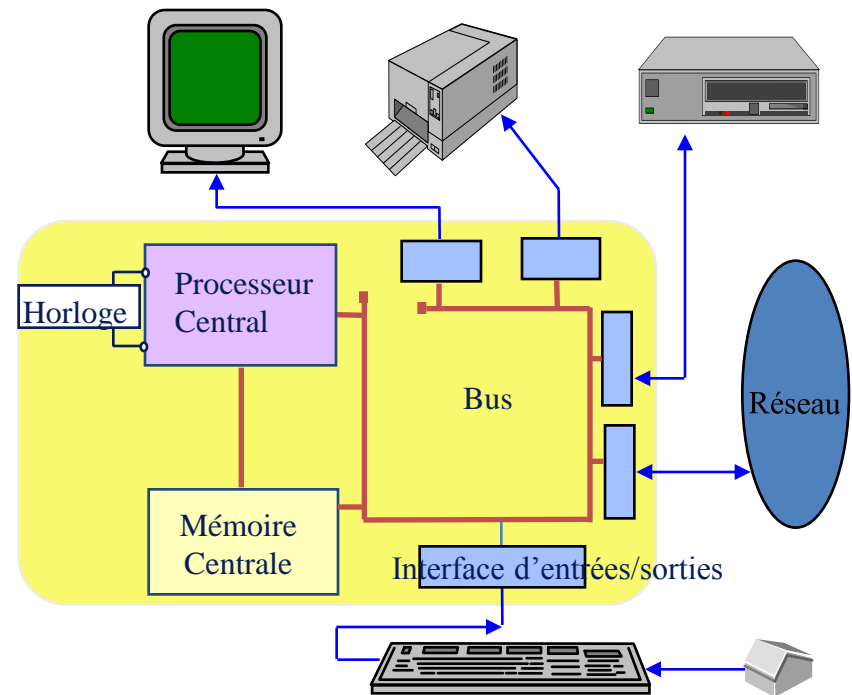 Processeur
Central
Horloge
Bus
Réseau
Mémoire
Centrale
Interface d'entrées/sorties